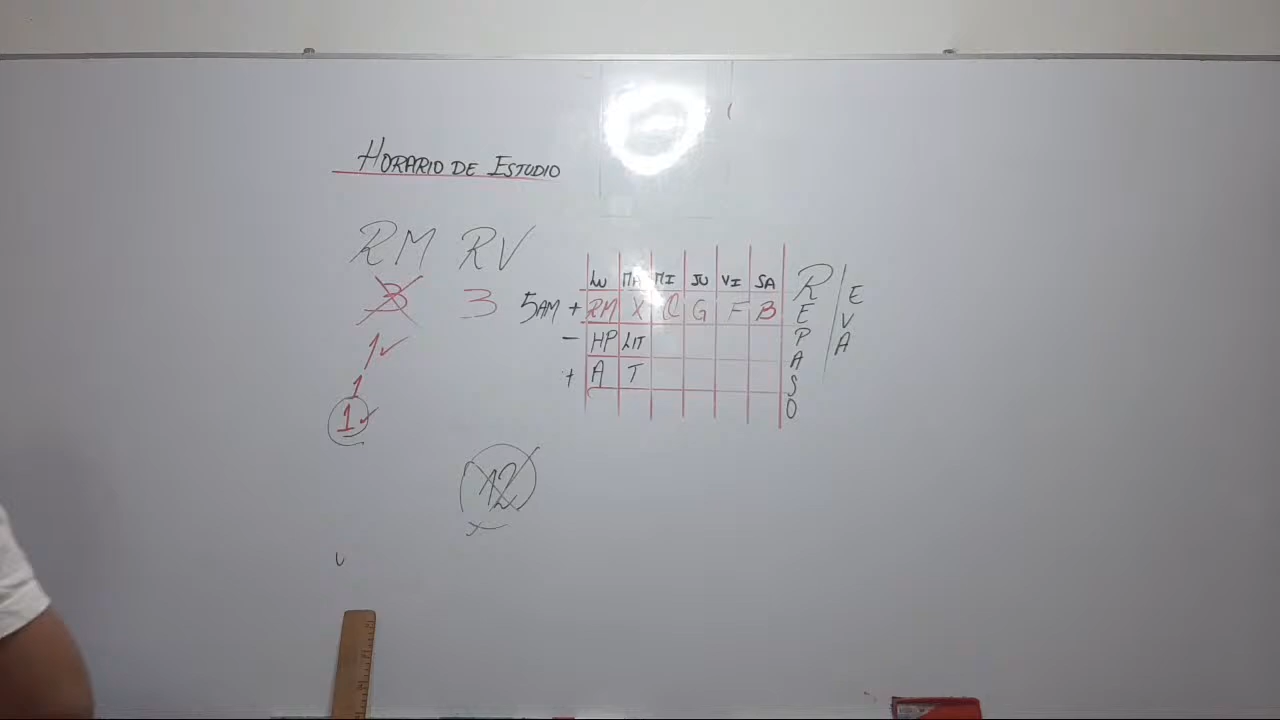 HORARIO DE ESTUDIO
RM RV
3 3
1✓
1
1✓
12
LU MA MI JU VI SA
5AM + RM X C G F B
- HP LIT
+ A T
REPASO
EVA